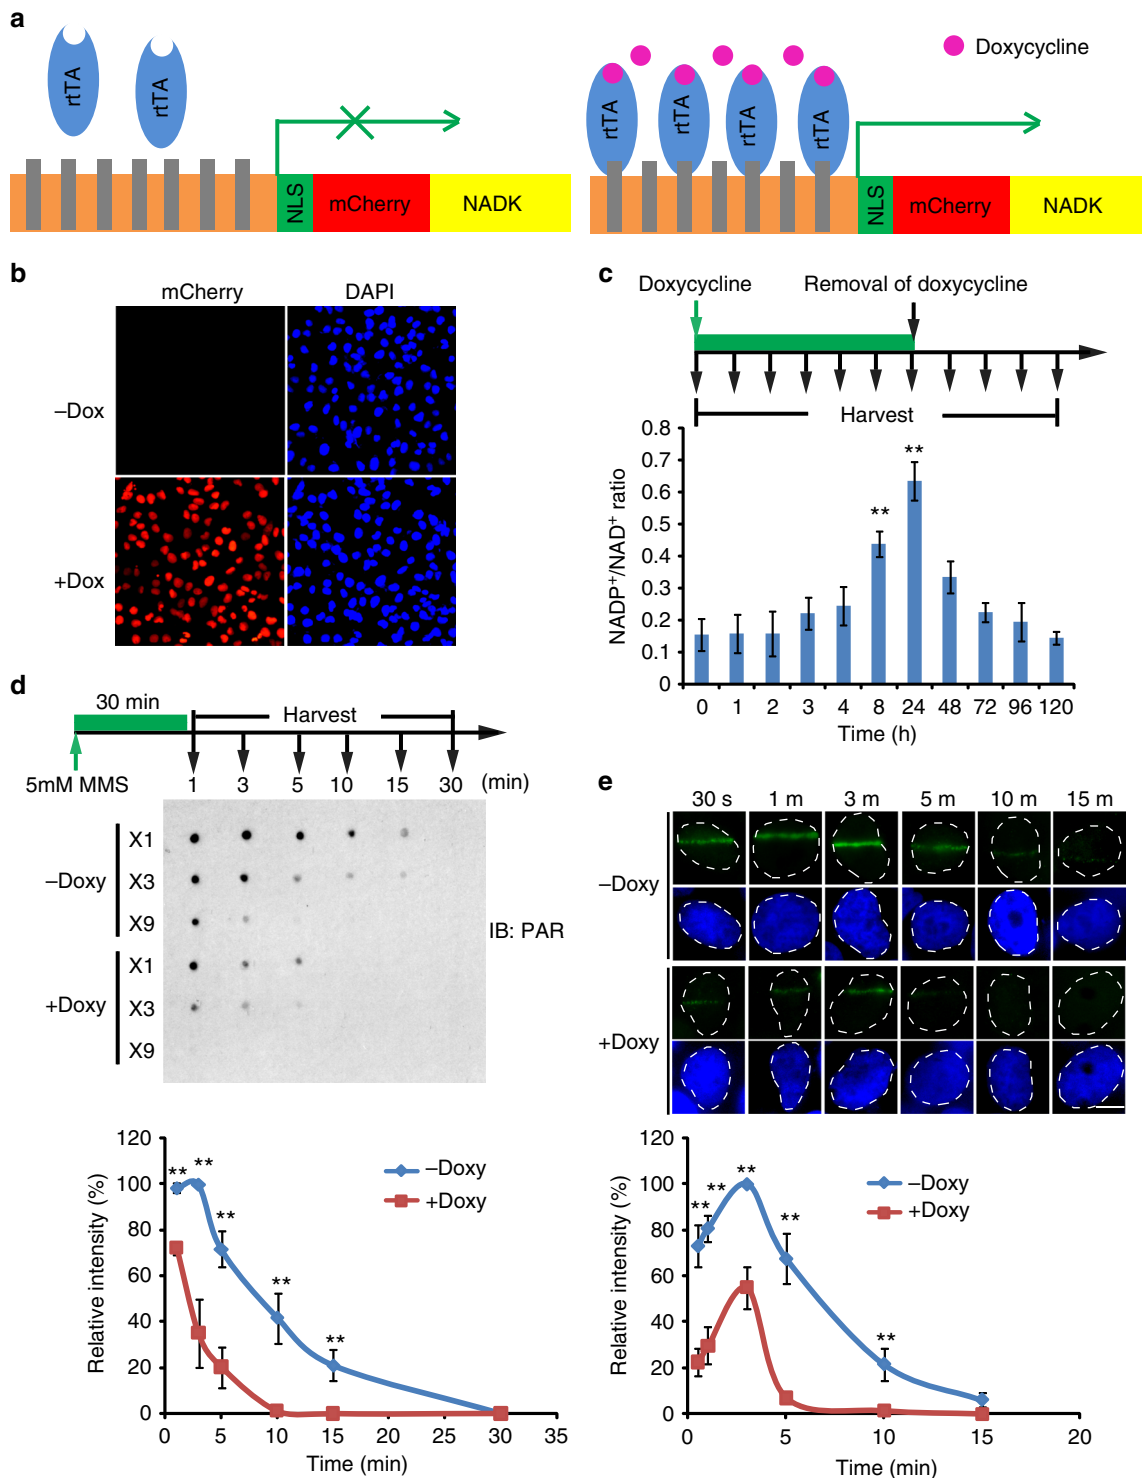 a
rtTA
rtTA
NLS
mCherry
NADK
rtTA
rtTA
rtTA
rtTA
Doxycycline
NLS
mCherry
NADK
b
mCherry
DAPI
–Dox
+Dox
c
Doxycycline
Removal of doxycycline
Harvest
NADP⁺/NAD⁺ ratio
0.8
0.7
0.6
0.5
0.4
0.3
0.2
0.1
0
**
**
0 1 2 3 4 8 24 48 72 96 120
Time (h)
d
30 min
Harvest
5mM MMS
1 3 5 10 15 30 (min)
–Doxy
X1
X3
X9
+Doxy
X1
X3
X9
IB: PAR
Relative intensity (%)
120
100
80
60
40
20
0
**
**
**
**
**
–Doxy
+Doxy
0 5 10 15 20 25 30 35
Time (min)
e
30 s 1 m 3 m 5 m 10 m 15 m
–Doxy
+Doxy
Relative intensity (%)
120
100
80
60
40
20
0
**
**
**
**
**
–Doxy
+Doxy
0 5 10 15 20
Time (min)